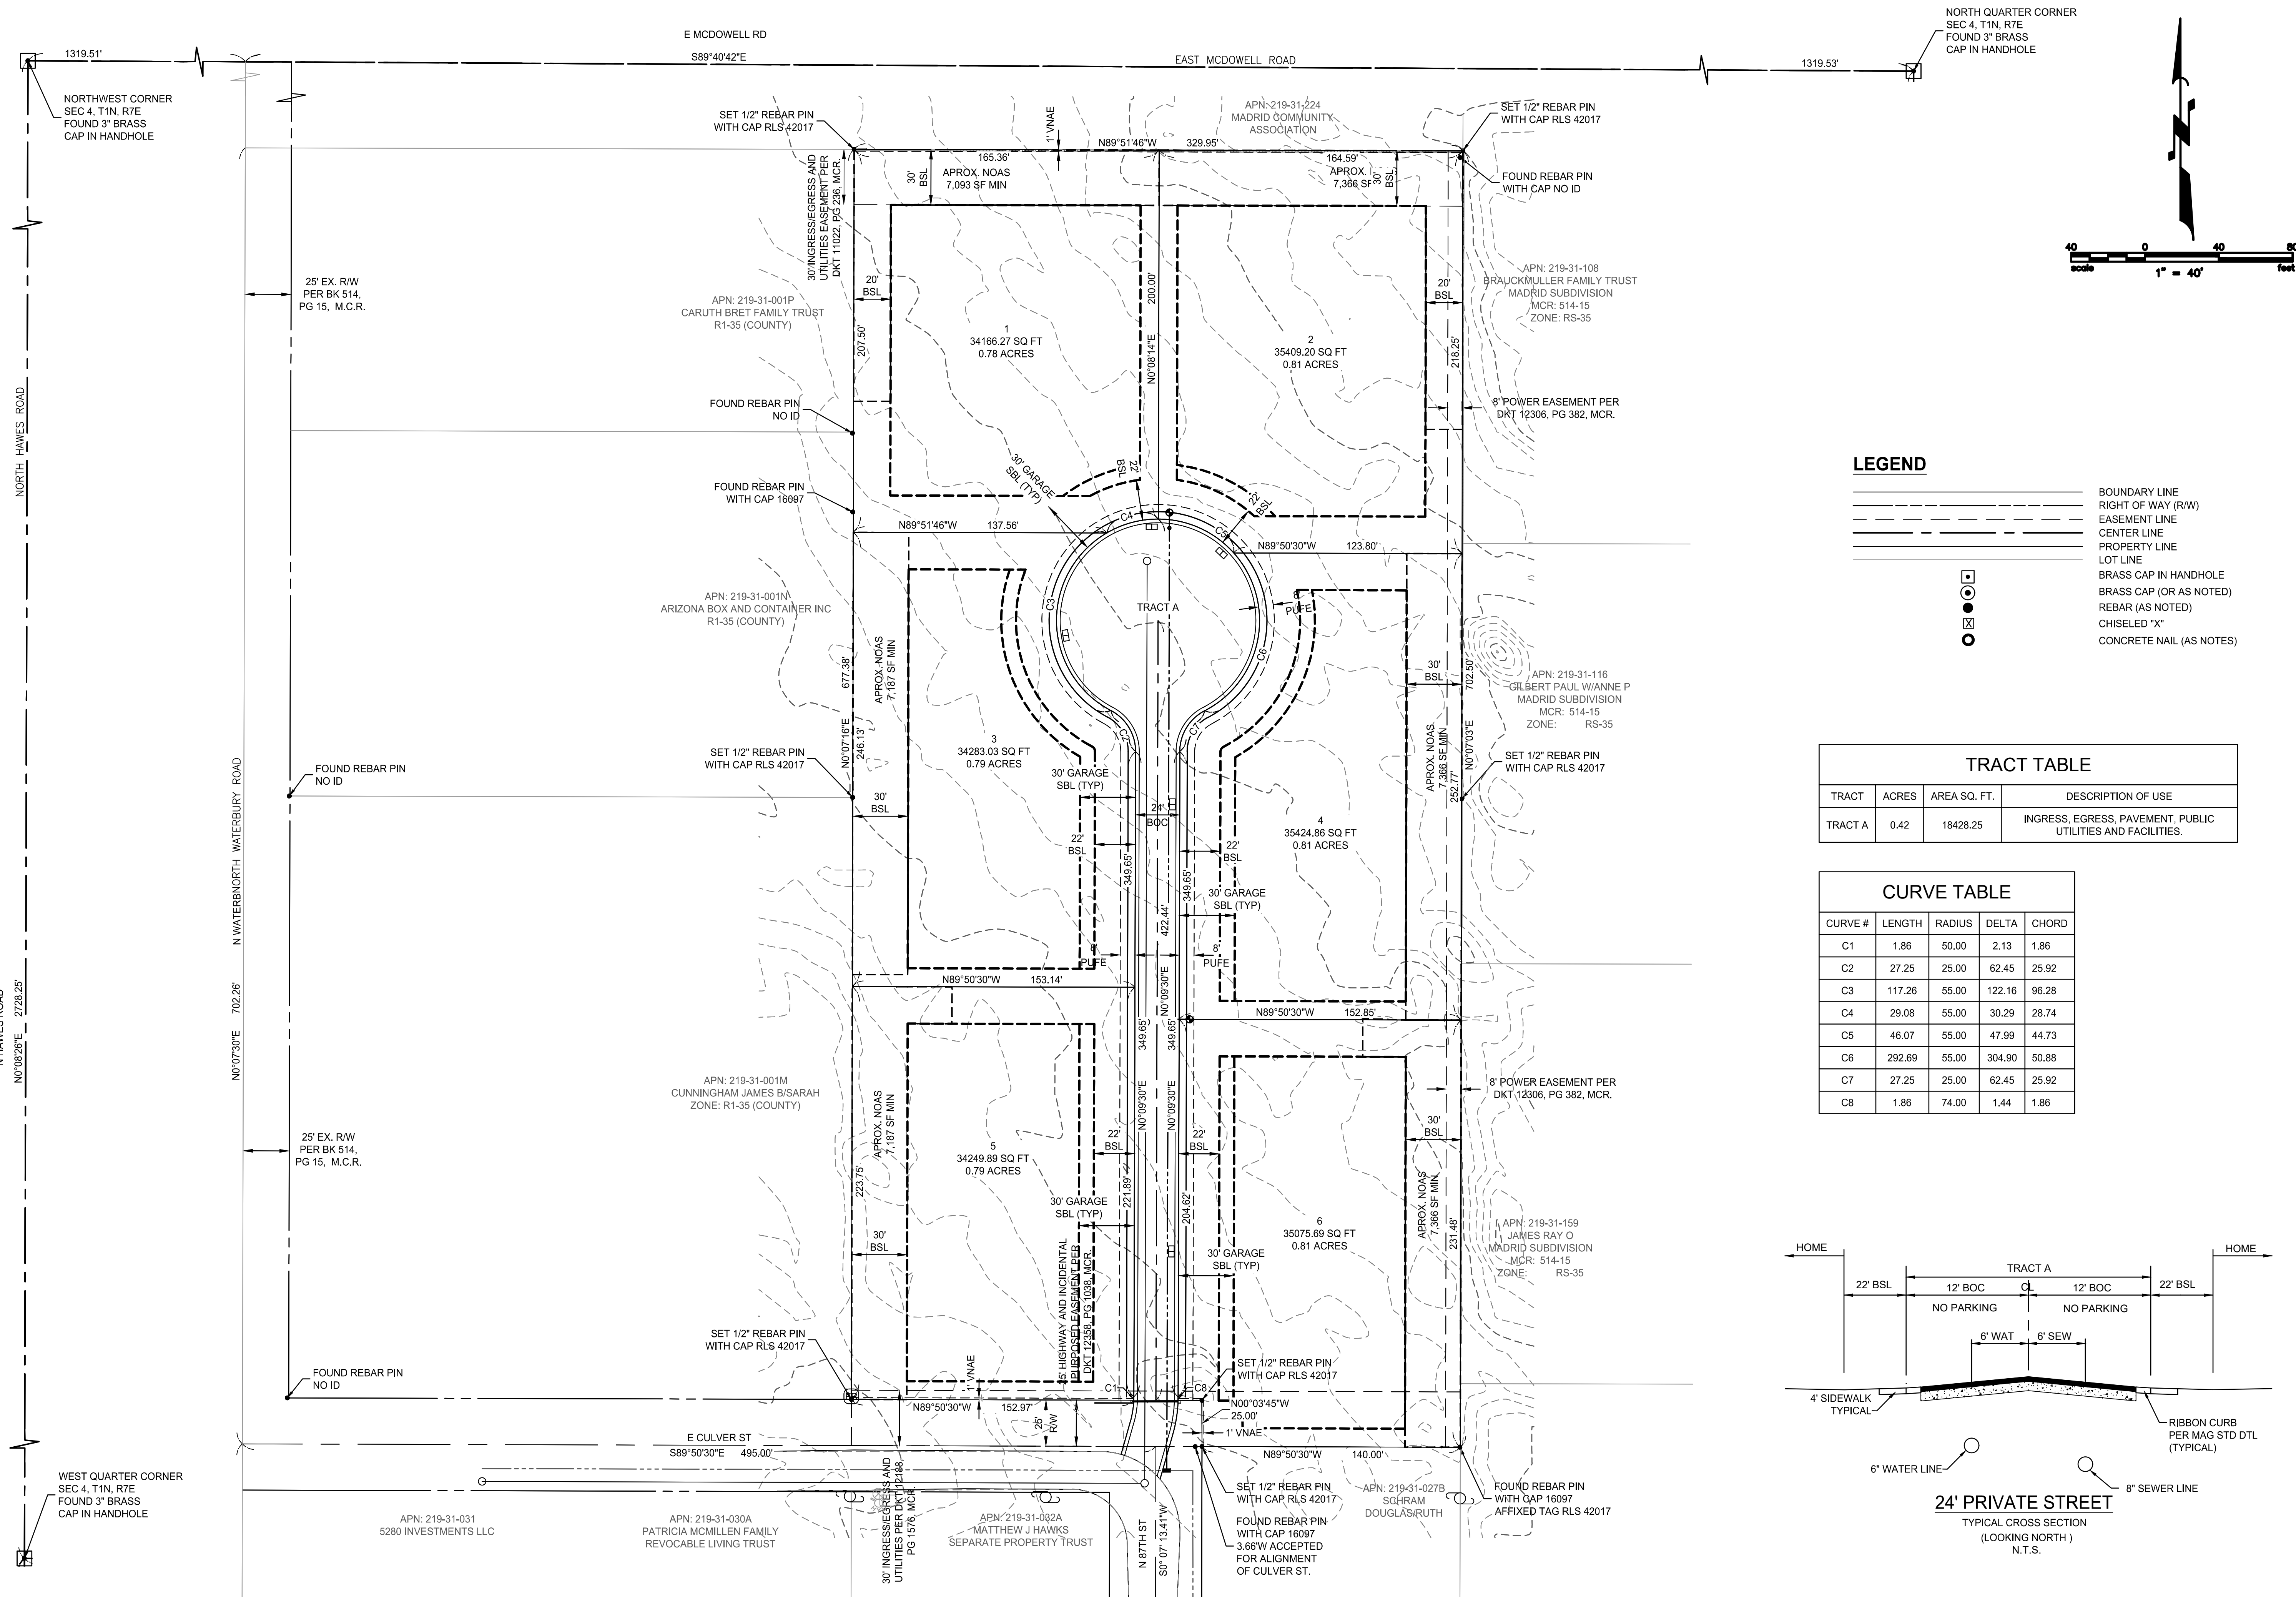 E MCDOWELL RD
1319.51'
S89°40'42"E
EAST MCDOWELL ROAD
1319.53'
NORTH QUARTER CORNER
SEC 4, T1N, R7E
FOUND 3" BRASS
CAP IN HANDHOLE
NORTHWEST CORNER
SEC 4, T1N, R7E
FOUND 3" BRASS
CAP IN HANDHOLE
SET 1/2" REBAR PIN
WITH CAP RLS 42017
1' VNAE
APN: 219-31-224
MADRID COMMUNITY
ASSOCIATION
SET 1/2" REBAR PIN
WITH CAP RLS 42017
N89°51'46"W 329.95'
165.36'
164.59'
30'
BSL
APROX. NOAS
7,093 SF MIN
APROX.
7,366 SF
30'
BSL
FOUND REBAR PIN
WITH CAP NO ID
30' INGRESS/EGRESS AND
UTILITIES EASEMENT PER
DKT 11022, PG 236, MCR.
40 0 40 80
scale 1" = 40' feet
25' EX. R/W
PER BK 514,
PG 15, M.C.R.
APN: 219-31-001P
CARUTH BRET FAMILY TRUST
R1-35 (COUNTY)
20'
BSL
207.50'
1
34166.27 SQ FT
0.78 ACRES
200.00'
N0°08'14"E
2
35409.20 SQ FT
0.81 ACRES
20'
BSL
218.25'
APN: 219-31-108
BRAUCKMULLER FAMILY TRUST
MADRID SUBDIVISION
MCR: 514-15
ZONE: RS-35
NORTH HAWES ROAD
FOUND REBAR PIN
NO ID
8' POWER EASEMENT PER
DKT 12306, PG 382, MCR.
FOUND REBAR PIN
WITH CAP 16097
30' GARAGE
SBL (TYP)
22'
BSL
22'
BSL
N89°51'46"W 137.56'
C4
C5
N89°50'30"W 123.80'
LEGEND
BOUNDARY LINE
RIGHT OF WAY (R/W)
EASEMENT LINE
CENTER LINE
PROPERTY LINE
LOT LINE
BRASS CAP IN HANDHOLE
BRASS CAP (OR AS NOTED)
REBAR (AS NOTED)
CHISELED "X"
CONCRETE NAIL (AS NOTES)
APN: 219-31-001N
ARIZONA BOX AND CONTAINER INC
R1-35 (COUNTY)
C3
TRACT A
8'
PUFE
C6
APROX. NOAS
7,187 SF MIN
677.38'
N0°07'16"E
246.13'
30'
BSL
702.50'
N0°07'03"E
APN: 219-31-116
GILBERT PAUL W/ANNE P
MADRID SUBDIVISION
MCR: 514-15
ZONE: RS-35
SET 1/2" REBAR PIN
WITH CAP RLS 42017
3
34283.03 SQ FT
0.79 ACRES
C2
C7
APROX. NOAS
7,366 SF MIN
252.77'
SET 1/2" REBAR PIN
WITH CAP RLS 42017
FOUND REBAR PIN
NO ID
30'
BSL
30' GARAGE
SBL (TYP)
24'
BOC
22'
BSL
22'
BSL
4
35424.86 SQ FT
0.81 ACRES
349.65'
349.65'
30' GARAGE
SBL (TYP)
422.44'
N0°09'30"E
8'
PUFE
8'
PUFE
TRACT TABLE
TRACT ACRES AREA SQ. FT. DESCRIPTION OF USE
TRACT A 0.42 18428.25 INGRESS, EGRESS, PAVEMENT, PUBLIC
UTILITIES AND FACILITIES.
CURVE TABLE
CURVE # LENGTH RADIUS DELTA CHORD
C1 1.86 50.00 2.13 1.86
C2 27.25 25.00 62.45 25.92
C3 117.26 55.00 122.16 96.28
C4 29.08 55.00 30.29 28.74
C5 46.07 55.00 47.99 44.73
C6 292.69 55.00 304.90 50.88
C7 27.25 25.00 62.45 25.92
C8 1.86 74.00 1.44 1.86
N WATERBNORTH WATERBURY ROAD
702.26'
N0°07'30"E
2728.25'
N0°08'26"E
N89°50'30"W 153.14'
N89°50'30"W 152.85'
349.65'
349.65'
N0°09'30"E
N0°09'30"E
APN: 219-31-001M
CUNNINGHAM JAMES B/SARAH
ZONE: R1-35 (COUNTY)
8' POWER EASEMENT PER
DKT 12306, PG 382, MCR.
25' EX. R/W
PER BK 514,
PG 15, M.C.R.
APROX. NOAS
7,187 SF MIN
223.75'
5
34249.89 SQ FT
0.79 ACRES
22'
BSL
22'
BSL
30'
BSL
221.89'
204.62'
30' GARAGE
SBL (TYP)
30'
BSL
6
35075.69 SQ FT
0.81 ACRES
APROX. NOAS
7,366 SF MIN
231.48'
APN: 219-31-159
JAMES RAY O
MADRID SUBDIVISION
MCR: 514-15
ZONE: RS-35
30' GARAGE
SBL (TYP)
25' HIGHWAY AND INCIDENTAL
PURPOSED EASEMENT PER
DKT 12358, PG 1038, MCR.
SET 1/2" REBAR PIN
WITH CAP RLS 42017
FOUND REBAR PIN
NO ID
1' VNAE
C1
C8
SET 1/2" REBAR PIN
WITH CAP RLS 42017
N89°50'30"W 152.97'
25'
R/W
N00°03'45"W
25.00'
1' VNAE
E CULVER ST
S89°50'30"E 495.00'
N89°50'30"W 140.00'
HOME
HOME
TRACT A
22' BSL
12' BOC
CL
12' BOC
22' BSL
NO PARKING
NO PARKING
6' WAT
6' SEW
4' SIDEWALK
TYPICAL
RIBBON CURB
PER MAG STD DTL
(TYPICAL)
6" WATER LINE
8" SEWER LINE
24' PRIVATE STREET
TYPICAL CROSS SECTION
(LOOKING NORTH )
N.T.S.
WEST QUARTER CORNER
SEC 4, T1N, R7E
FOUND 3" BRASS
CAP IN HANDHOLE
APN: 219-31-031
5280 INVESTMENTS LLC
APN: 219-31-030A
PATRICIA MCMILLEN FAMILY
REVOCABLE LIVING TRUST
30' INGRESS/EGRESS AND
UTILITIES PER DKT 12188,
PG 1576, MCR.
APN: 219-31-032A
MATTHEW J HAWKS
SEPARATE PROPERTY TRUST
N 87TH ST
S0° 07' 13.41"W
SET 1/2" REBAR PIN
WITH CAP RLS 42017
FOUND REBAR PIN
WITH CAP 16097
3.66'W ACCEPTED
FOR ALIGNMENT
OF CULVER ST.
APN: 219-31-027B
SCHRAM
DOUGLAS/RUTH
FOUND REBAR PIN
WITH CAP 16097
AFFIXED TAG RLS 42017